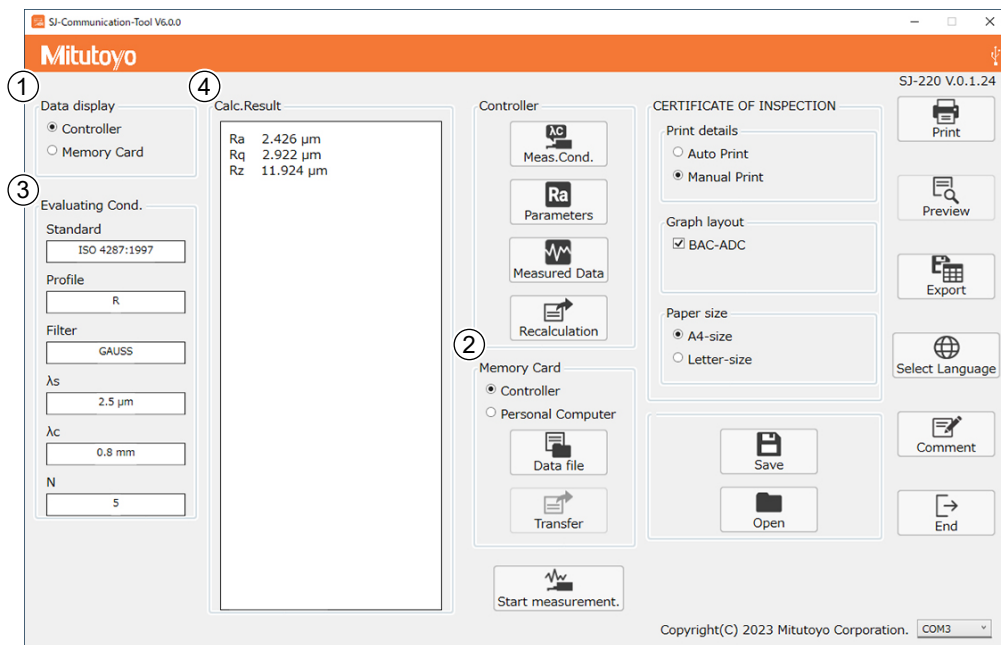 SJ-Communication-Tool V6.0.0
Mitutoyo
SJ-220 V.0.1.24
1
Data display
Controller
Memory Card
3
Evaluating Cond.
Standard
ISO 4287:1997
Profile
R
Filter
GAUSS
λs
2.5 µm
λc
0.8 mm
N
5
4
Calc.Result
Ra 2.426 µm
Rq 2.922 µm
Rz 11.924 µm
Controller
λC
Meas.Cond.
Ra
Parameters
Measured Data
Recalculation
2
Memory Card
Controller
Personal Computer
Data file
Transfer
Start measurement.
CERTIFICATE OF INSPECTION
Print details
Auto Print
Manual Print
Graph layout
BAC-ADC
Paper size
A4-size
Letter-size
Save
Open
Print
Preview
Export
Select Language
Comment
End
Copyright(C) 2023 Mitutoyo Corporation. COM3